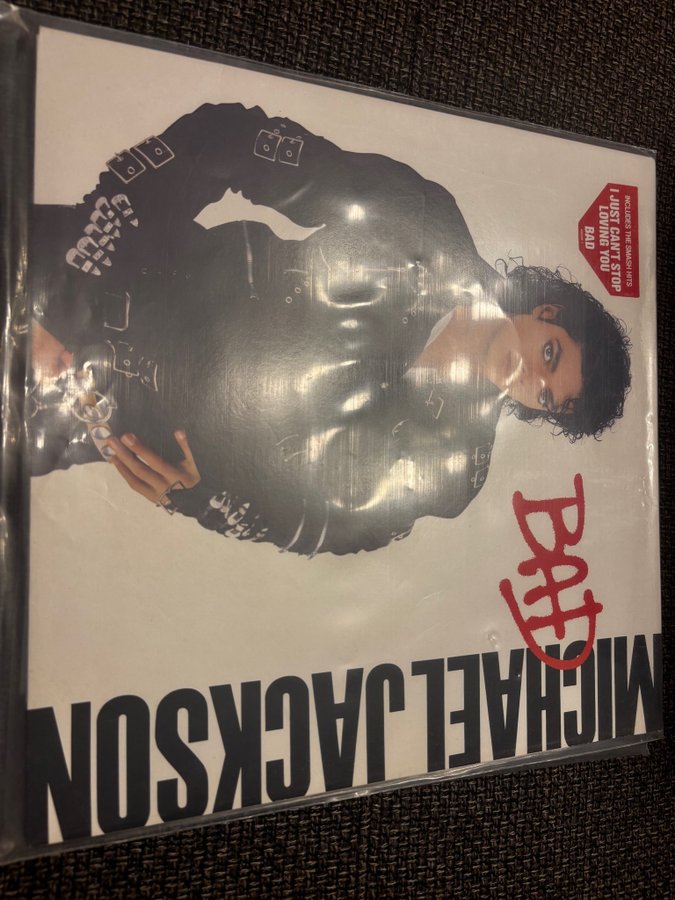 MICHAEL JACKSON
BAD
INCLUDES THE SMASH HITS
I JUST CAN'T STOP
LOVING YOU
BAD